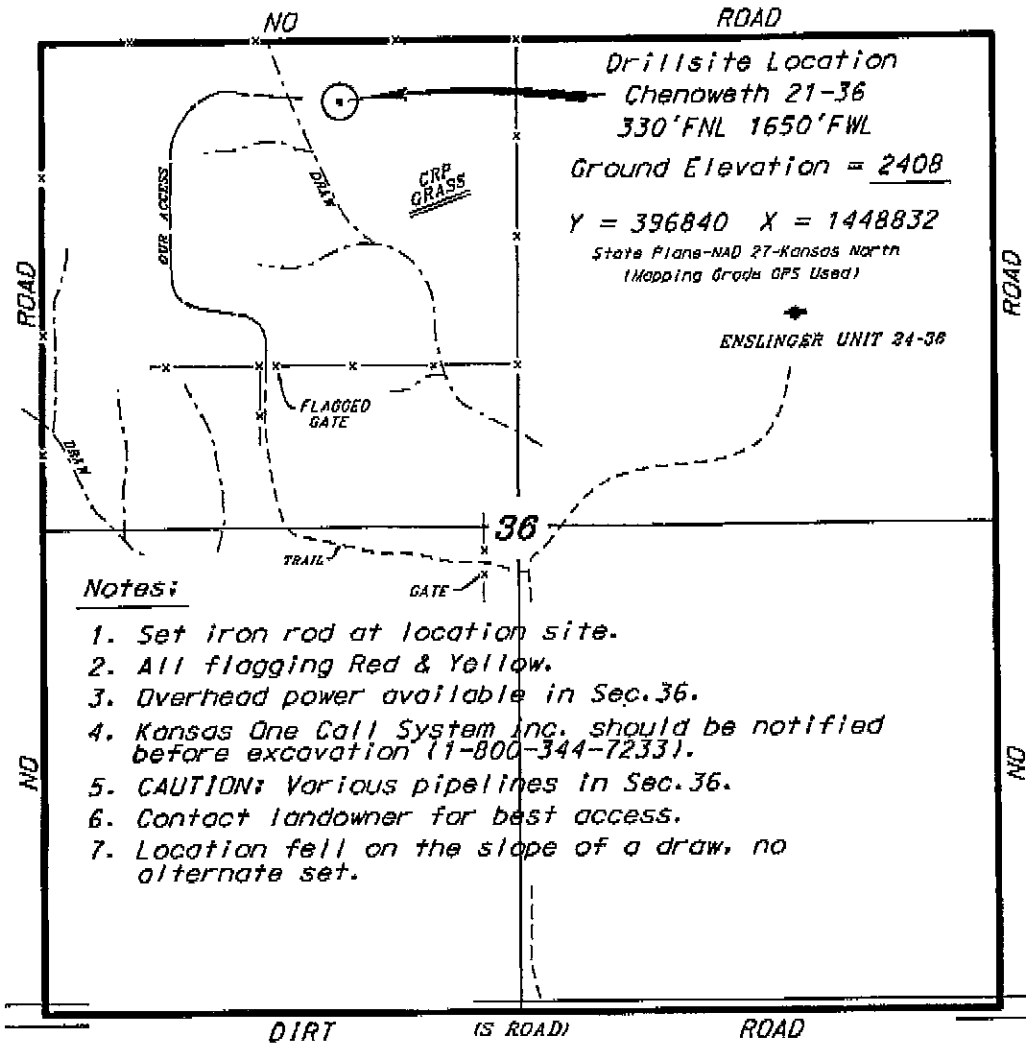 NO ROAD
Drillsite Location
Chenoweth 21-36
330'FNL 1650'FWL
Ground Elevation = 2408
Y = 396840 X = 1448832
State Plane-NAD 27-Kansas North
(Mapping Grade GPS Used)
ENSLINGER UNIT 24-36
OUR ACCESS
DRAW
CRP
GRASS
ROAD
ROAD
FLAGGED
GATE
DRAW
36
TRAIL
GATE
Notes:
1. Set iron rod at location site.
2. All flagging Red & Yellow.
3. Overhead power available in Sec.36.
4. Kansas One Call System inc. should be notified
before excavation (1-800-344-7233).
5. CAUTION: Various pipelines in Sec.36.
6. Contact landowner for best access.
7. Location fell on the slope of a draw, no
alternate set.
NO
NO
DIRT (S ROAD) ROAD